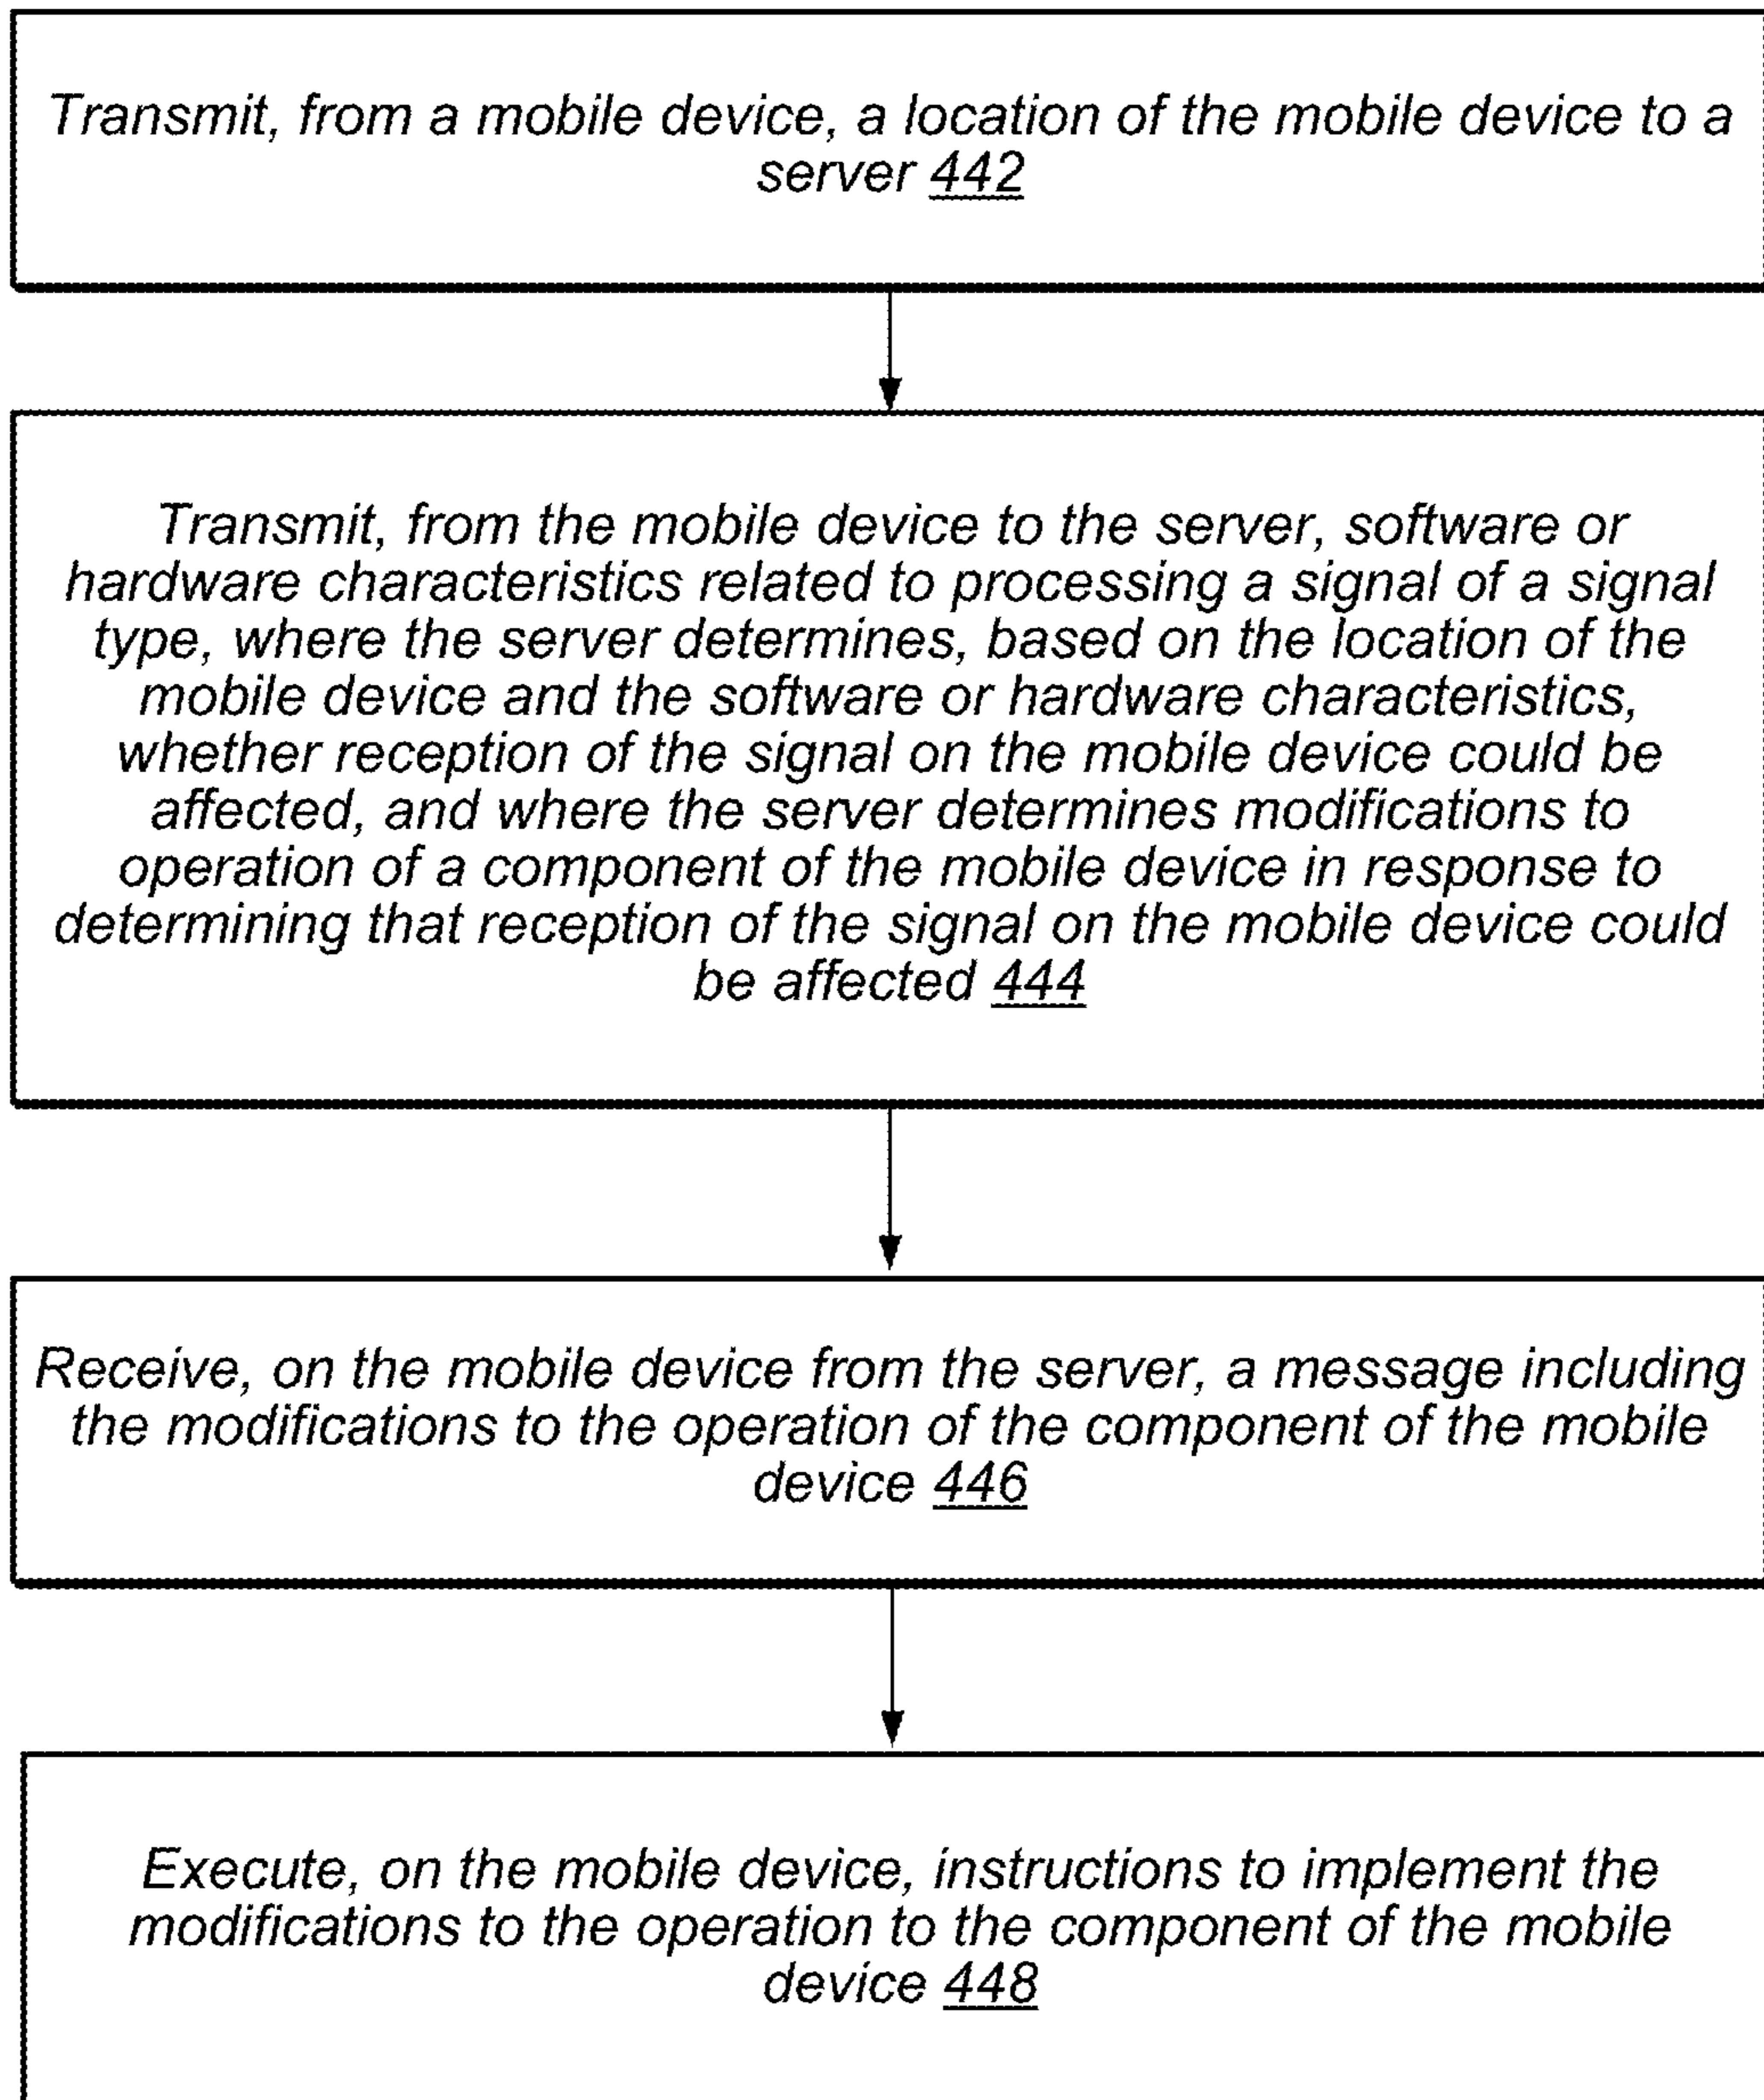 Transmit, from a mobile device, a location of the mobile device to a
server 442
Transmit, from the mobile device to the server, software or
hardware characteristics related to processing a signal of a signal
type, where the server determines, based on the location of the
mobile device and the software or hardware characteristics,
whether reception of the signal on the mobile device could be
affected, and where the server determines modifications to
operation of a component of the mobile device in response to
determining that reception of the signal on the mobile device could
be affected 444
Receive, on the mobile device from the server, a message including
the modifications to the operation of the component of the mobile
device 446
Execute, on the mobile device, instructions to implement the
modifications to the operation to the component of the mobile
device 448